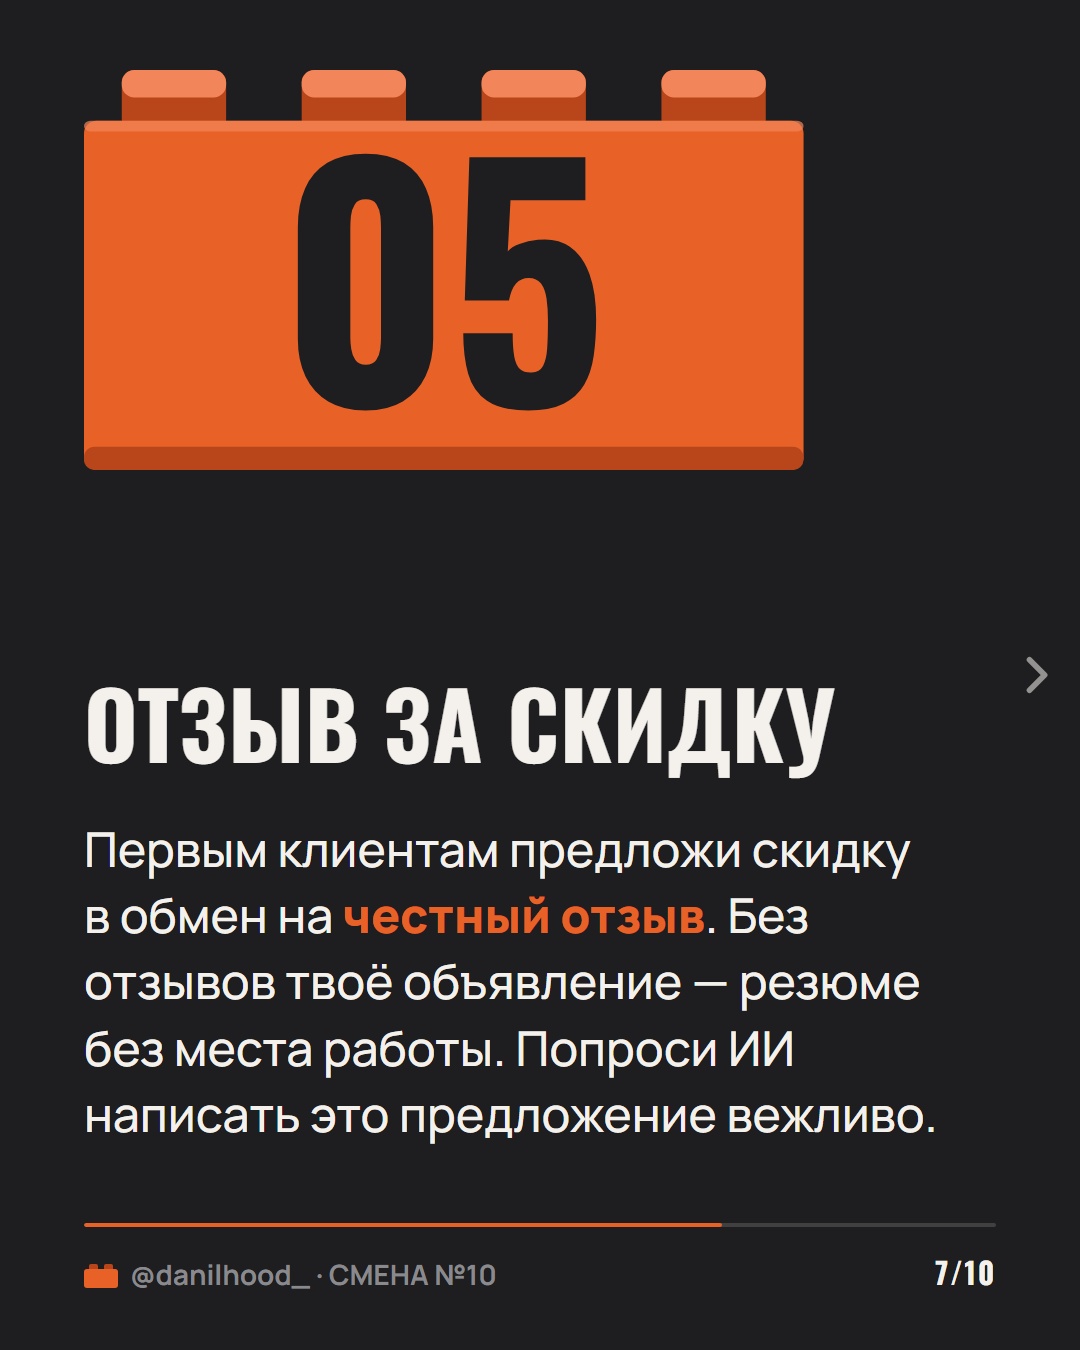 05
ОТЗЫВ ЗА СКИДКУ
Первым клиентам предложи скидку
в обмен на честный отзыв. Без
отзывов твоё объявление — резюме
без места работы. Попроси ИИ
написать это предложение вежливо.
@danilhood_ · СМЕНА №10
7/10